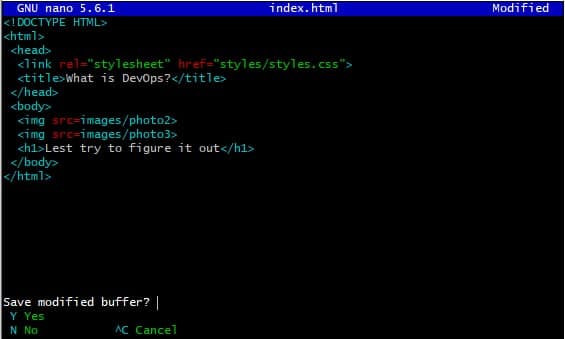 GNU nano 5.6.1 index.html Modified
<!DOCTYPE HTML>
<html>
<head>
<link rel="stylesheet" href="styles/styles.css">
<title>What is DevOps?</title>
</head>
<body>
<img src=images/photo2>
<img src=images/photo3>
<h1>Lest try to figure it out</h1>
</body>
</html>
Save modified buffer?
Y Yes
N No ^C Cancel